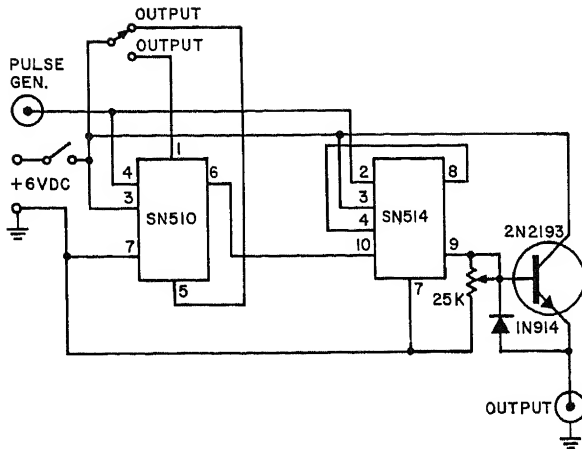 OUTPUT
OUTPUT
PULSE
GEN.
+6VDC
1
4
6
3
SN510
7
5
2
8
3
SN514
4
10
9
7
25K
2N2193
1N914
OUTPUT